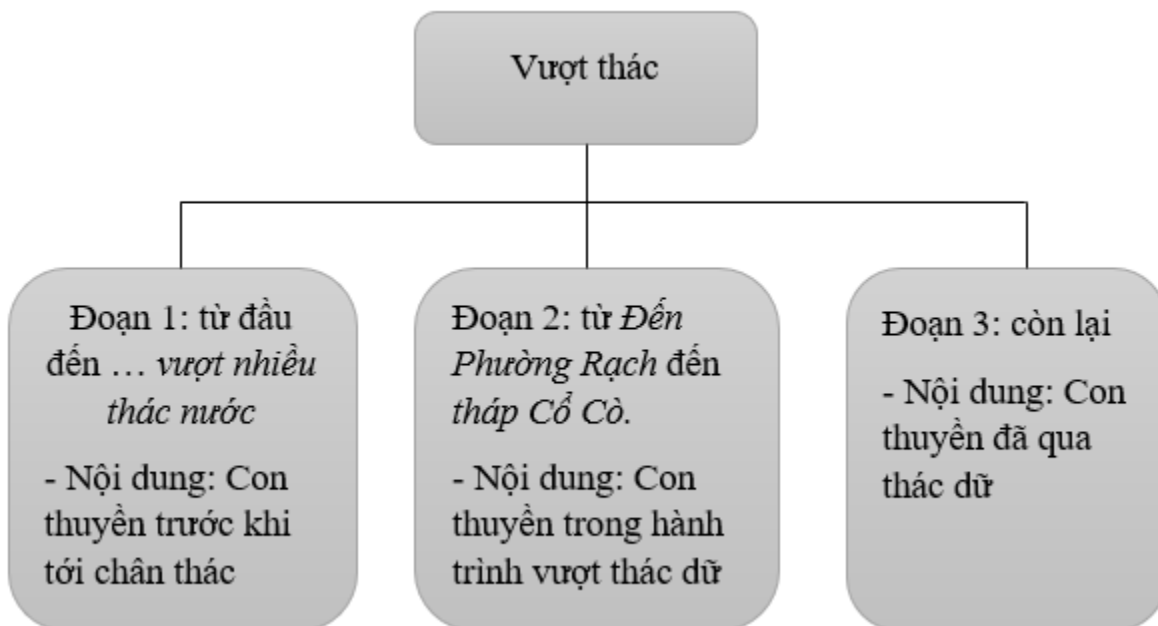 Vượt thác
Đoạn 1: từ đầu
đến … vượt nhiều
thác nước
- Nội dung: Con
thuyền trước khi
tới chân thác
Đoạn 2: từ Đến
Phường Rạch đến
tháp Cổ Cò.
- Nội dung: Con
thuyền trong hành
trình vượt thác dữ
Đoạn 3: còn lại
- Nội dung: Con
thuyền đã qua
thác dữ